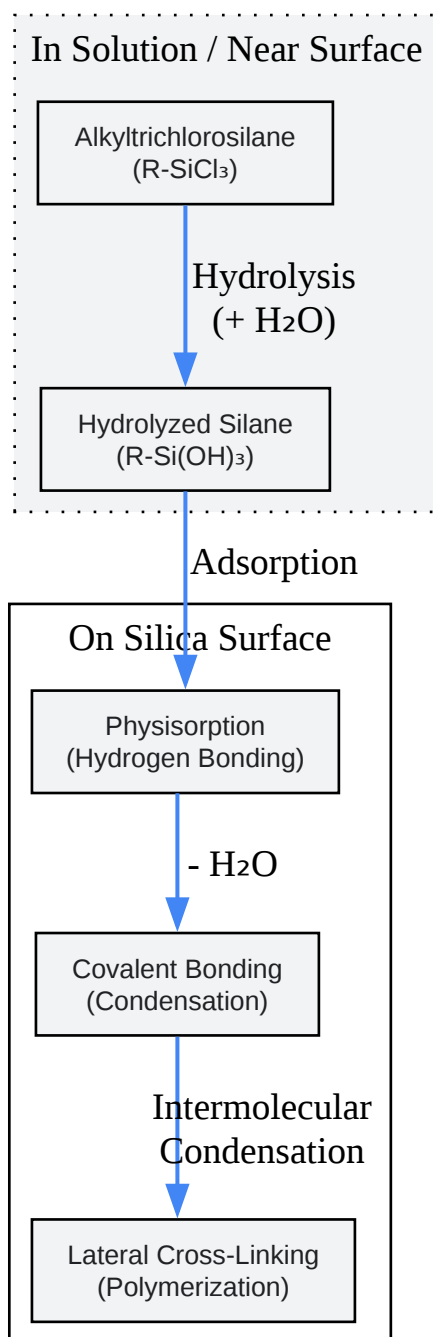 In Solution / Near Surface
Alkyltrichlorosilane
(R-SiCl₃)
Hydrolysis
(+ H₂O)
Hydrolyzed Silane
(R-Si(OH)₃)
Adsorption
On Silica Surface
Physisorption
(Hydrogen Bonding)
- H₂O
Covalent Bonding
(Condensation)
Intermolecular
Condensation
Lateral Cross-Linking
(Polymerization)